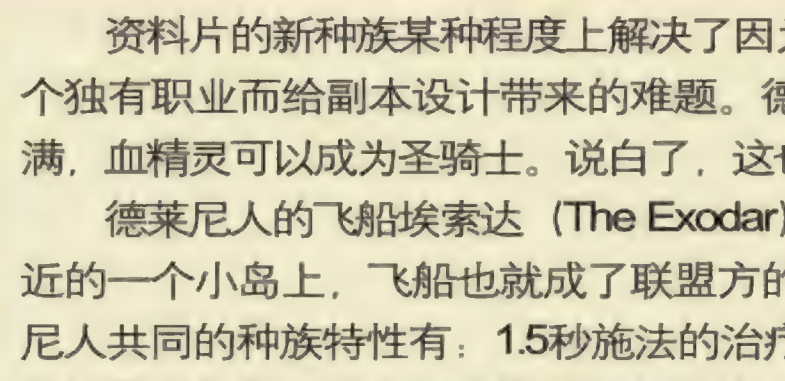 资料片的新种族某种程度上解决了因
个独有职业而给副本设计带来的难题。德
满，血精灵可以成为圣骑士。说白了，这
德莱尼人的飞船埃索达（The Exodar）
近的一个小岛上，飞船也就成了联盟方的
尼人共同的种族特性有：1.5秒施法的治疗